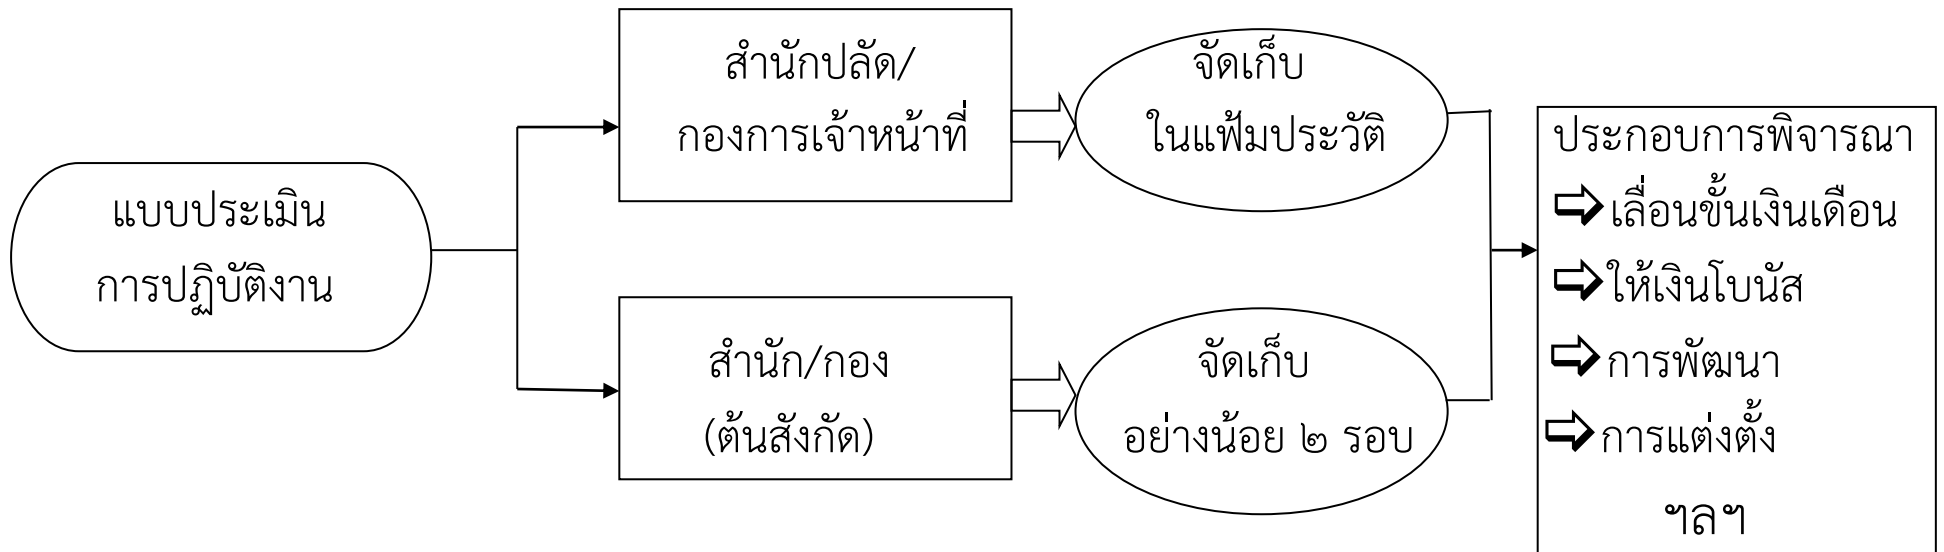 แบบประเมิน
การปฏิบัติงาน
สำนักปลัด/
กองการเจ้าหน้าที่
จัดเก็บ
ในแฟ้มประวัติ
สำนัก/กอง
(ต้นสังกัด)
จัดเก็บ
อย่างน้อย ๒ รอบ
ประกอบการพิจารณา
เลื่อนขั้นเงินเดือน
ให้เงินโบนัส
การพัฒนา
การแต่งตั้ง
ฯลฯ